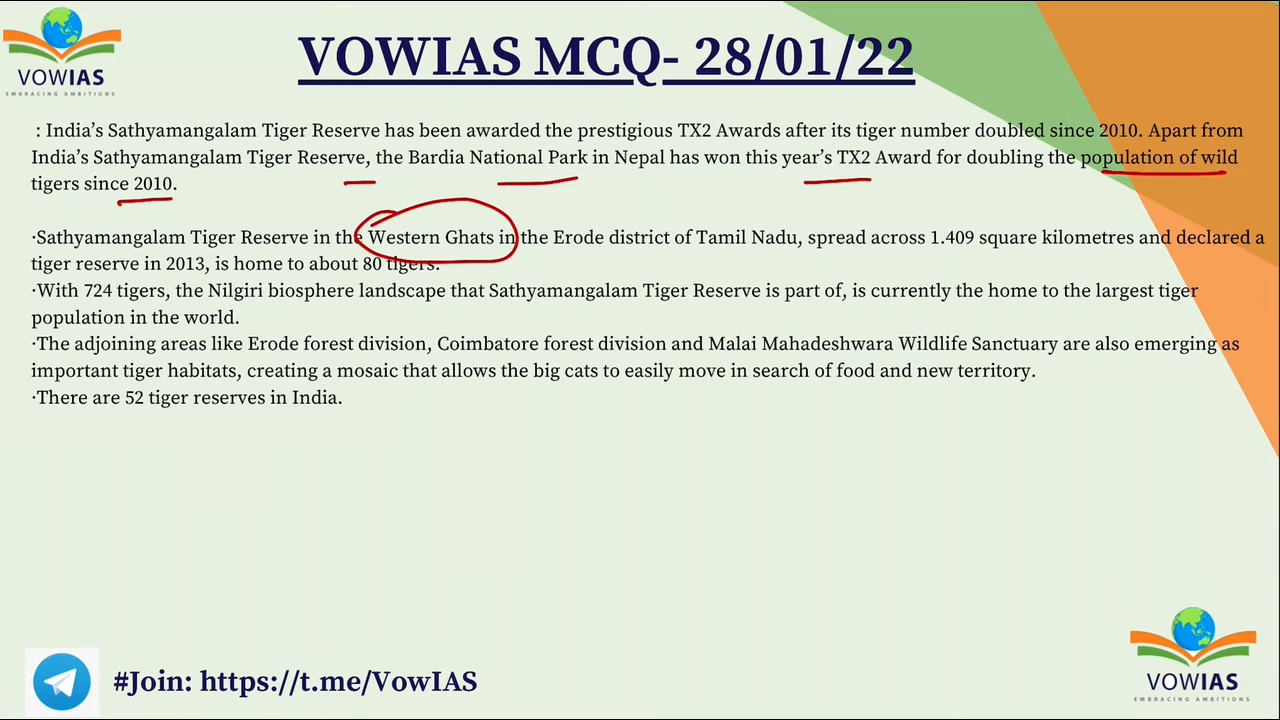 VOWIAS
EMBRACING AMBITIONS
VOWIAS MCQ- 28/01/22
: India's Sathyamangalam Tiger Reserve has been awarded the prestigious TX2 Awards after its tiger number doubled since 2010. Apart from
India's Sathyamangalam Tiger Reserve, the Bardia National Park in Nepal has won this year's TX2 Award for doubling the population of wild
tigers since 2010.
·Sathyamangalam Tiger Reserve in the Western Ghats in the Erode district of Tamil Nadu, spread across 1.409 square kilometres and declared a
tiger reserve in 2013, is home to about 80 tigers.
·With 724 tigers, the Nilgiri biosphere landscape that Sathyamangalam Tiger Reserve is part of, is currently the home to the largest tiger
population in the world.
·The adjoining areas like Erode forest division, Coimbatore forest division and Malai Mahadeshwara Wildlife Sanctuary are also emerging as
important tiger habitats, creating a mosaic that allows the big cats to easily move in search of food and new territory.
·There are 52 tiger reserves in India.
#Join: https://t.me/VowIAS
VOWIAS
EMBRACING AMBITIONS